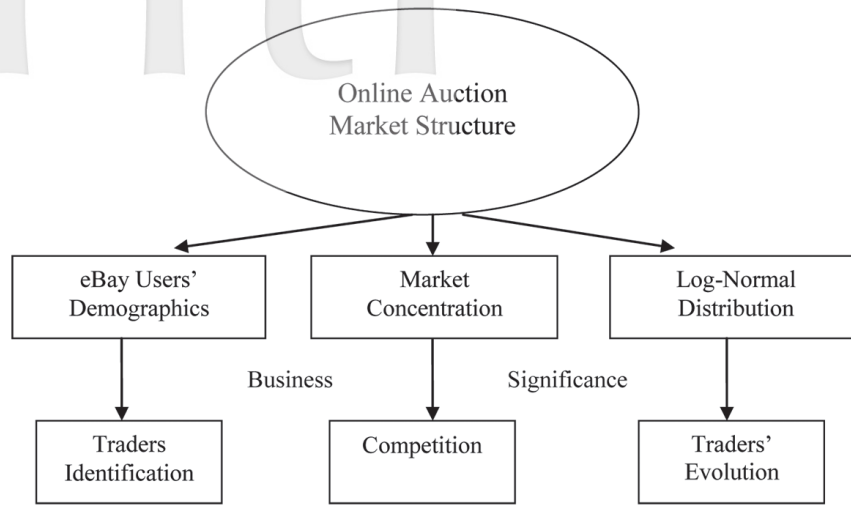 Online Auction
Market Structure
eBay Users’
Demographics
Market
Concentration
Log-Normal
Distribution
Business
Significance
Traders
Identification
Competition
Traders’
Evolution